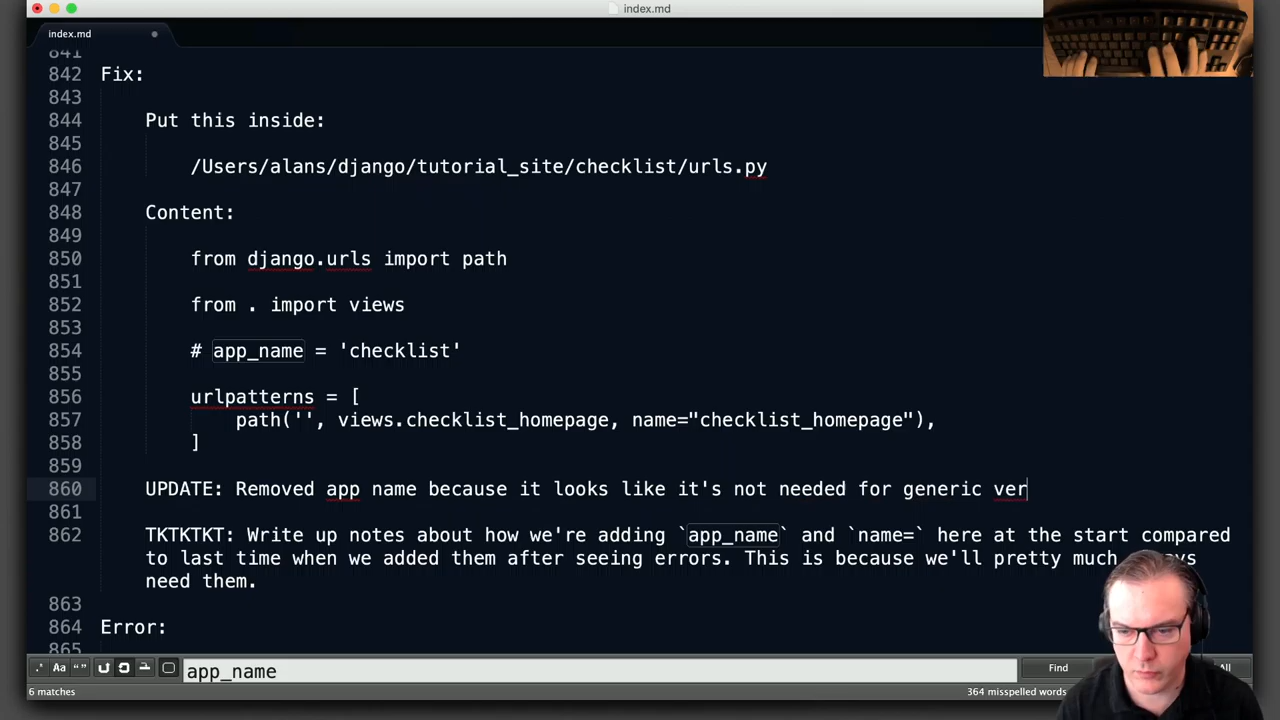 index.md
index.md
841
842 Fix:
843
844 Put this inside:
845
846 /Users/alans/django/tutorial_site/checklist/urls.py
847
848 Content:
849
850 from django.urls import path
851
852 from . import views
853
854 # app_name = 'checklist'
855
856 urlpatterns = [
857 path('', views.checklist_homepage, name="checklist_homepage"),
858 ]
859
860 UPDATE: Removed app name because it looks like it's not needed for generic ver
861
862 TKTKTKT: Write up notes about how we're adding `app_name` and `name=` here at the start compared
to last time when we added them after seeing errors. This is because we'll pretty much
need them.
863
864 Error:
865
.* Aa “” app_name Find All
6 matches 364 misspelled words